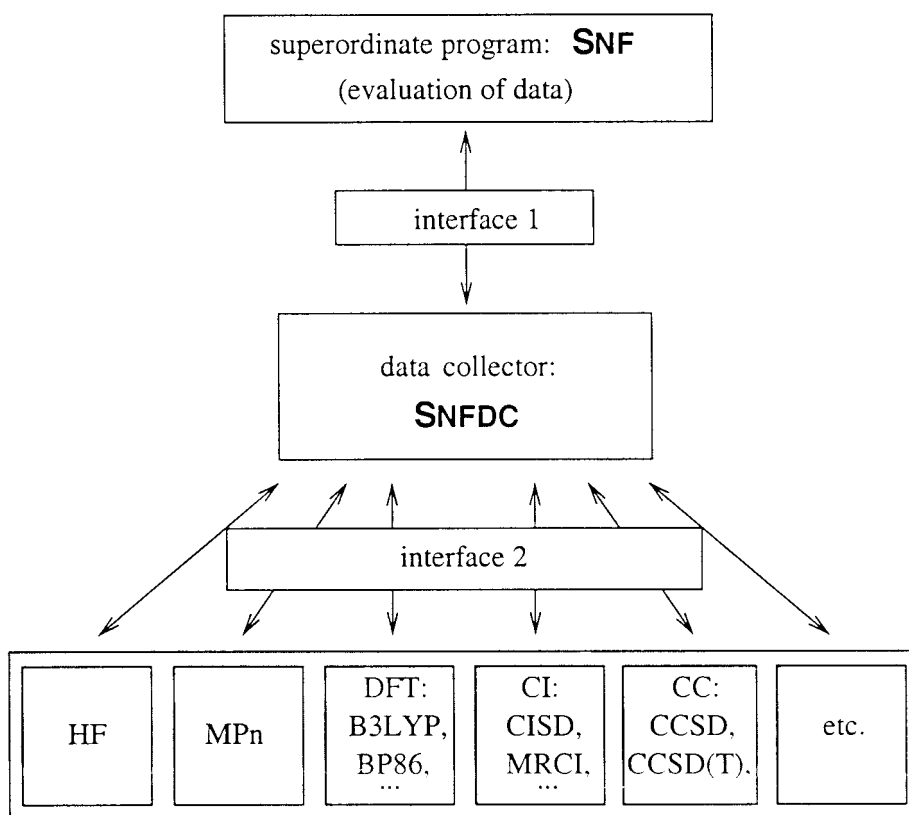 superordinate program: SNF
(evaluation of data)
interface 1
data collector:
SNFDC
interface 2
HF
MPn
DFT:
B3LYP,
BP86,
...
CI:
CISD,
MRCI,
...
CC:
CCSD,
CCSD(T),
etc.